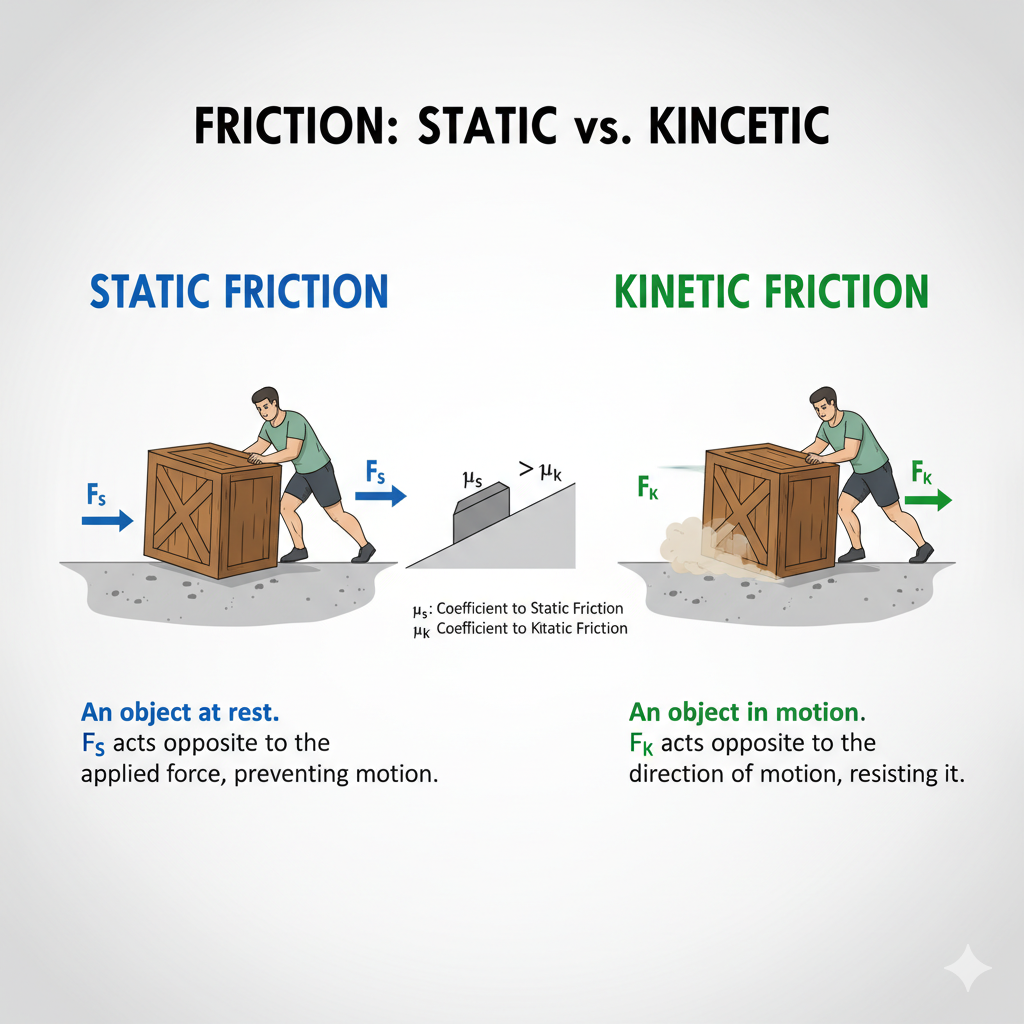 FRICTION: STATIC vs. KINCETIC
STATIC FRICTION
KINETIC FRICTION
Fs
Fs
μs > μk
FK
FK
μs: Coefficient to Static Friction
μK Coefficient to Kitatic Friction
An object at rest.
FS acts opposite to the
applied force, preventing motion.
An object in motion.
FK acts opposite to the
direction of motion, resisting it.